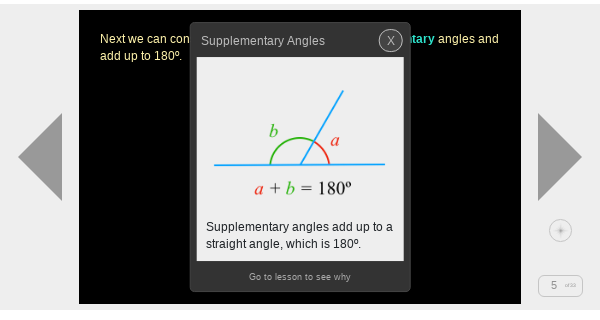 Next we can con
tary angles and
add up to 180º.
Supplementary Angles
X
b
a
a + b = 180º
Supplementary angles add up to a
straight angle, which is 180º.
Go to lesson to see why
5